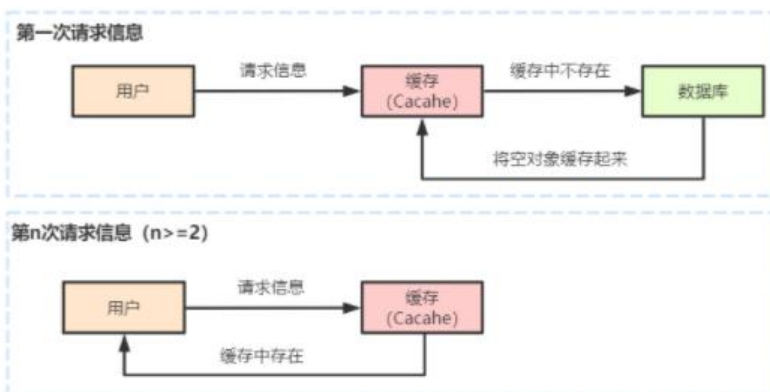 第一次请求信息
用户
请求信息
缓存
(Cacahe)
缓存中不存在
数据库
将空对象缓存起来
第n次请求信息（n>=2）
用户
请求信息
缓存
(Cacahe)
缓存中存在